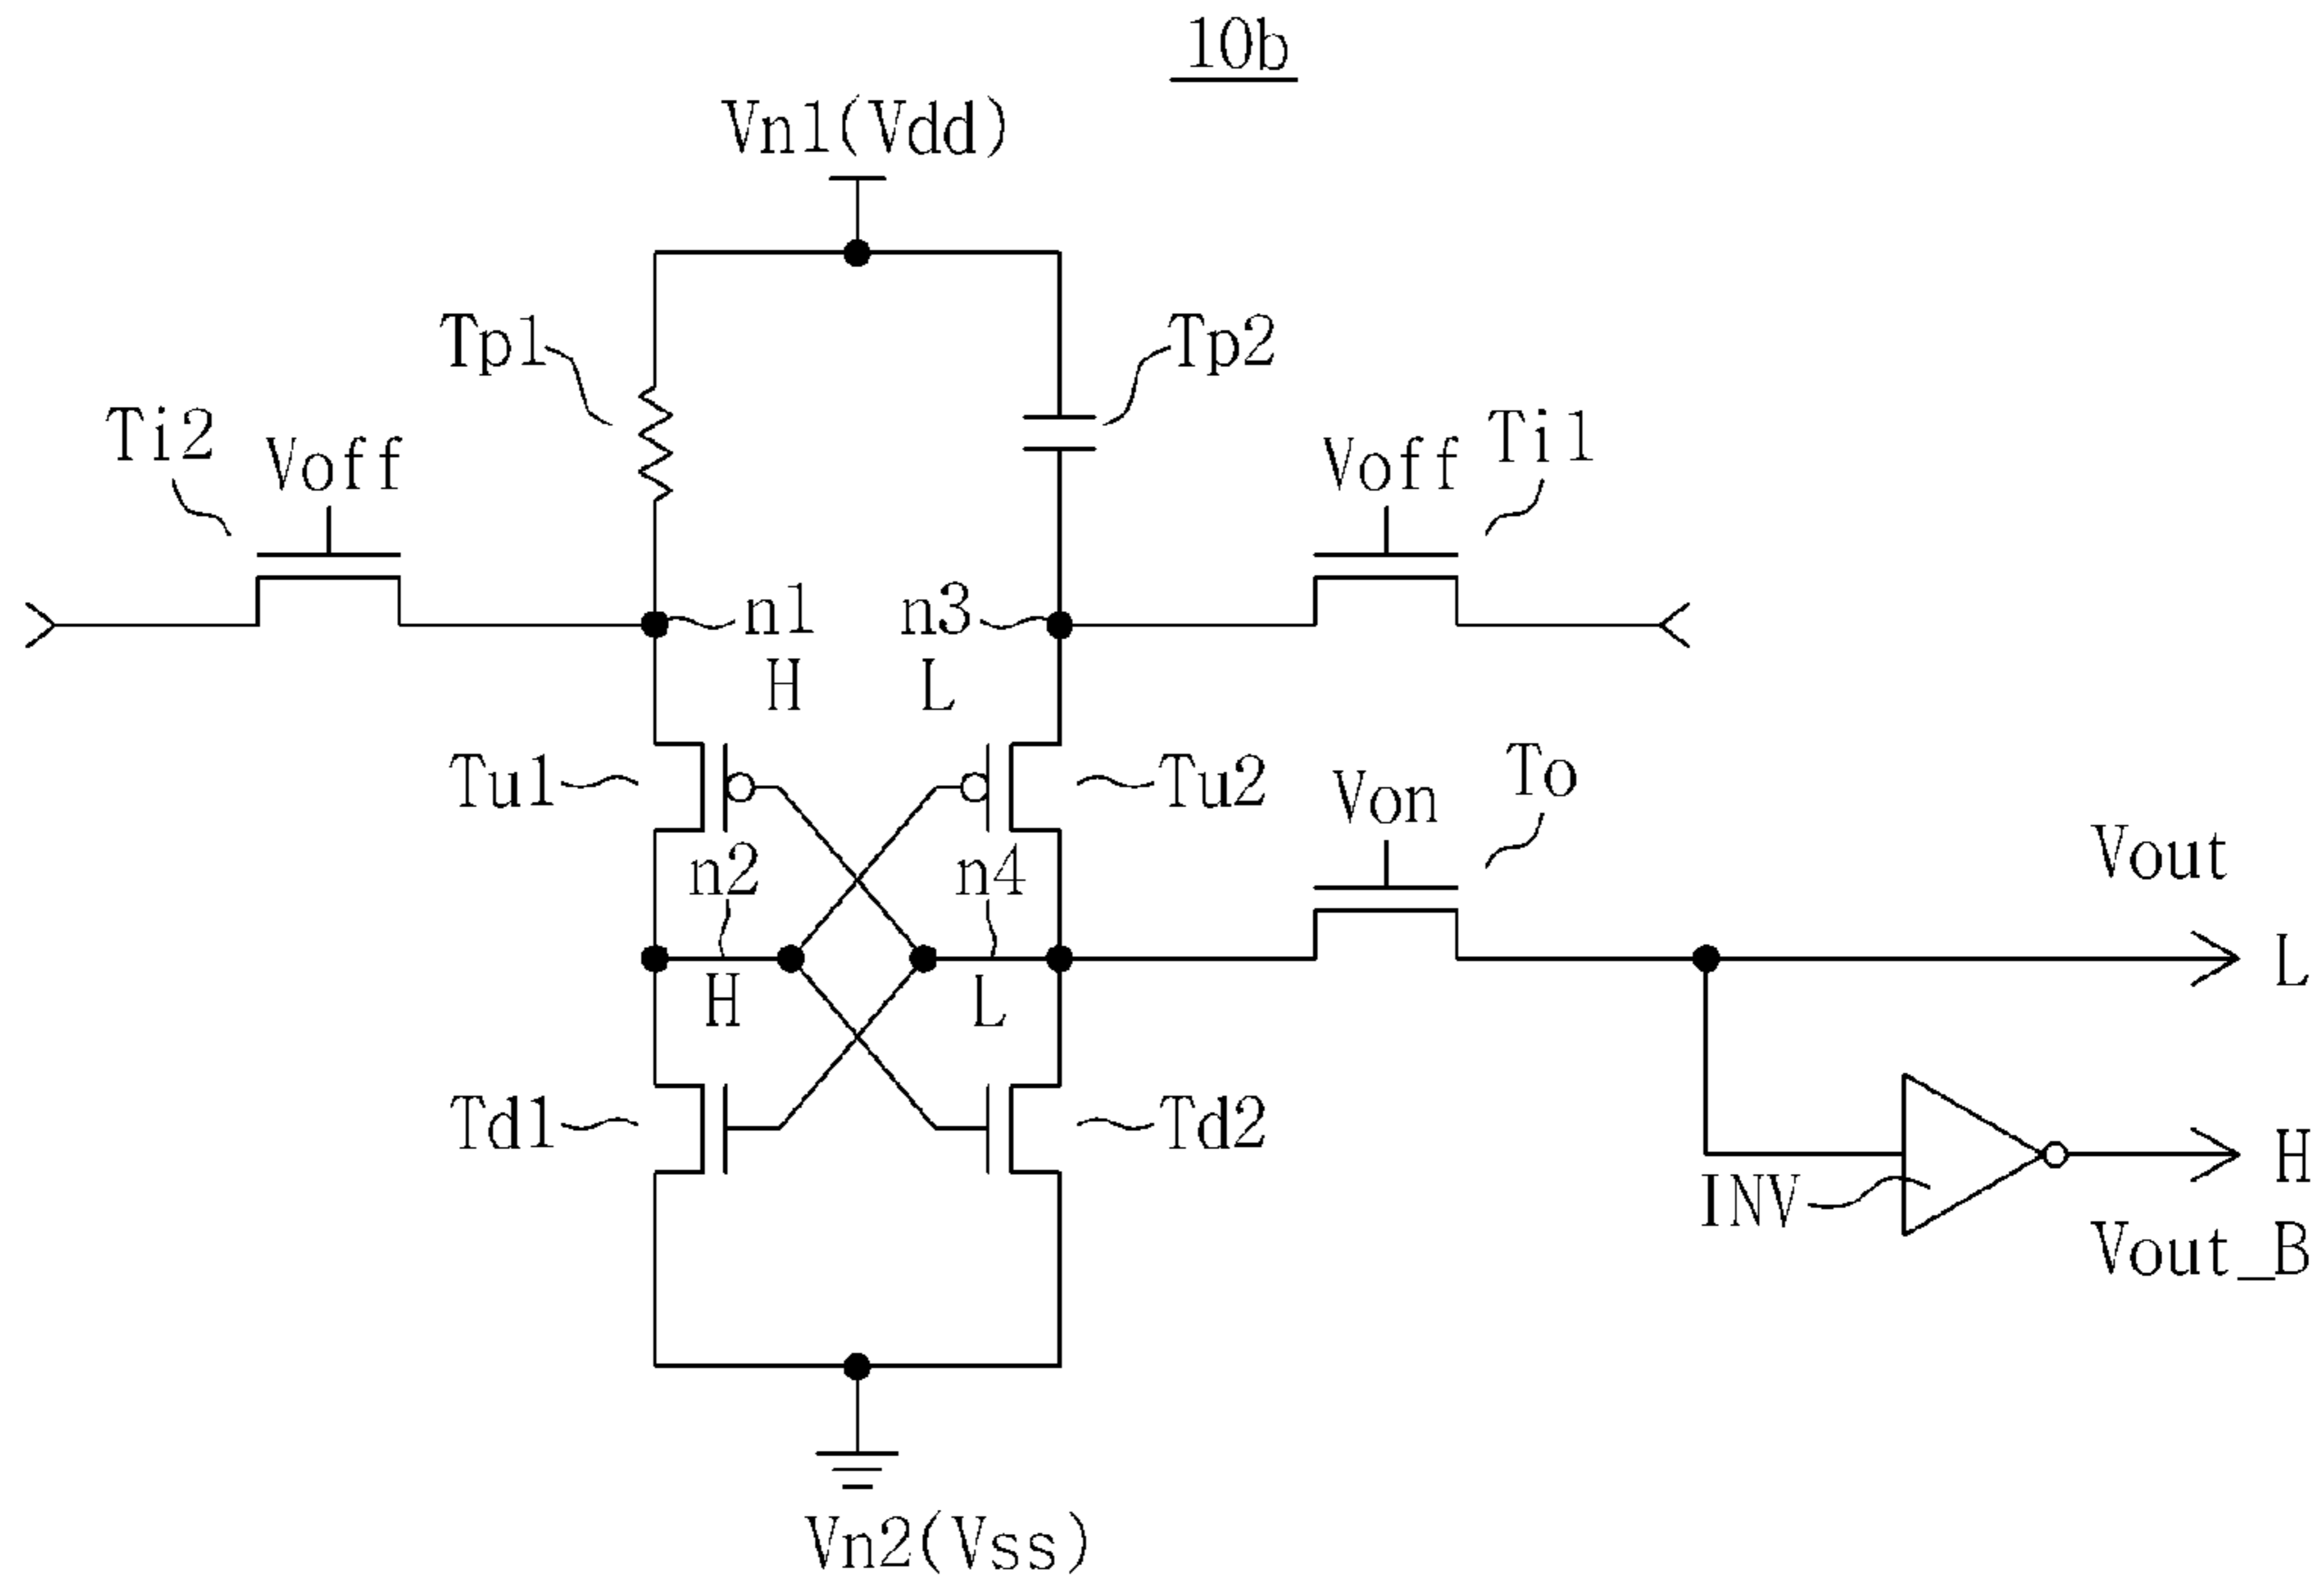 10b
Vn1(Vdd)
Tp1
Tp2
Ti2
Voff
Voff
Ti1
n1
n3
H
L
Tu1
Tu2
Von
To
Vout
n2
n4
H
L
L
Td1
Td2
INV
H
Vout_B
Vn2(Vss)